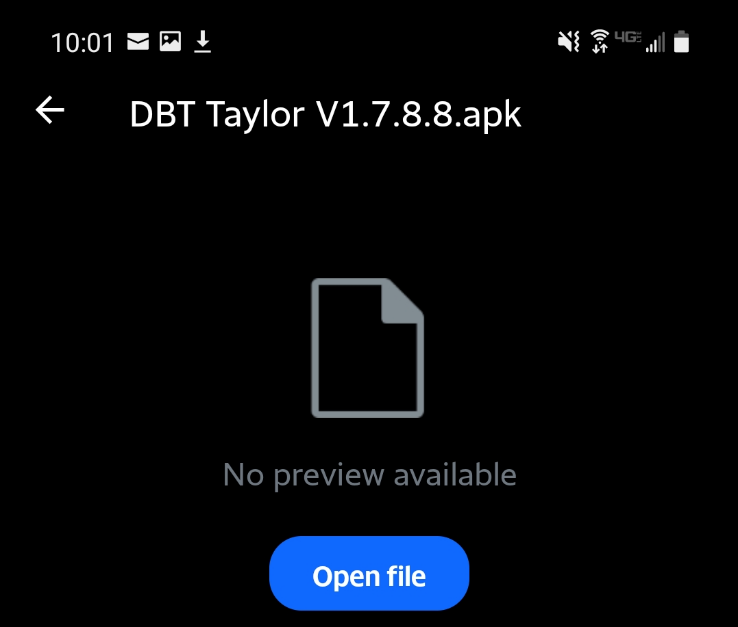 10:01
4G
DBT Taylor V1.7.8.8.apk
No preview available
Open file